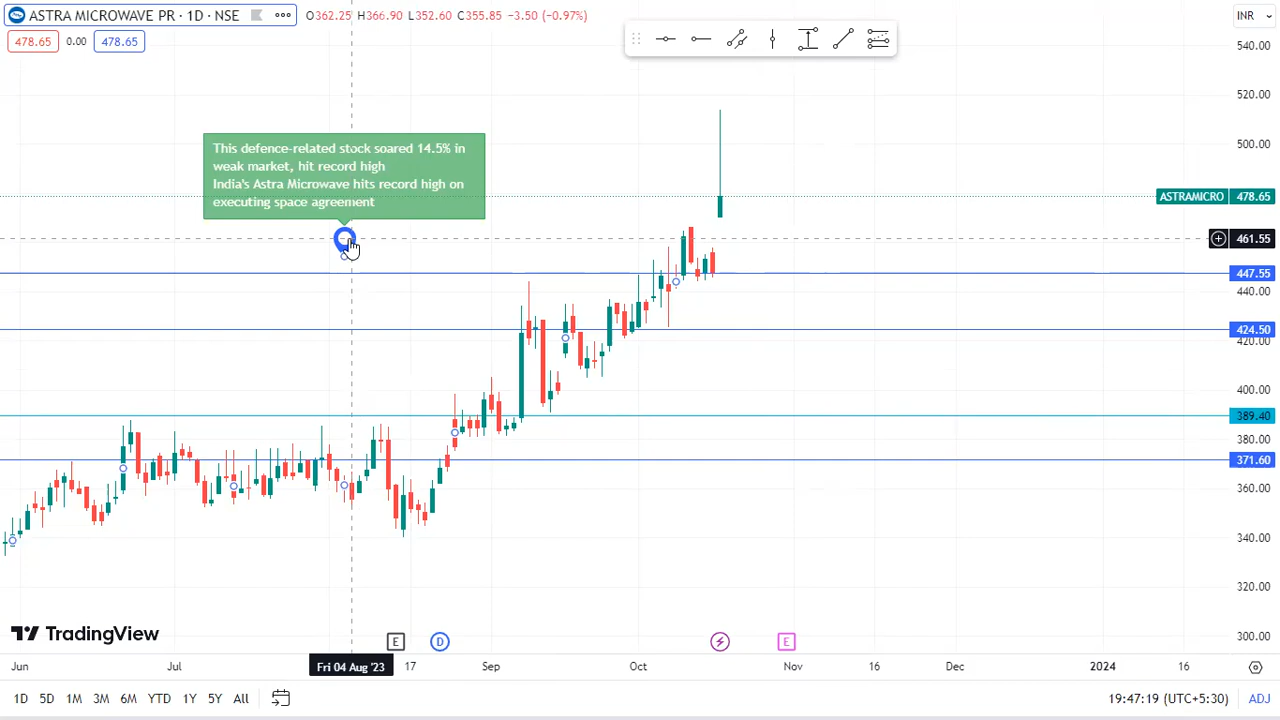 ASTRA MICROWAVE PR · 1D · NSE ••• O362.25 H366.90 L352.60 C355.85 −3.50 (−0.97%) INR
478.65 0.00 478.65
540.00
520.00
500.00
This defence-related stock soared 14.5% in
weak market, hit record high
India's Astra Microwave hits record high on
executing space agreement
ASTRAMICRO 478.65
461.55
447.55
440.00
424.50
420.00
400.00
389.40
380.00
371.60
360.00
340.00
320.00
300.00
TradingView
E D E
Jun Jul Fri 04 Aug '23 17 Sep Oct Nov 16 Dec 2024 16
1D 5D 1M 3M 6M YTD 1Y 5Y All 19:47:19 (UTC+5:30) ADJ